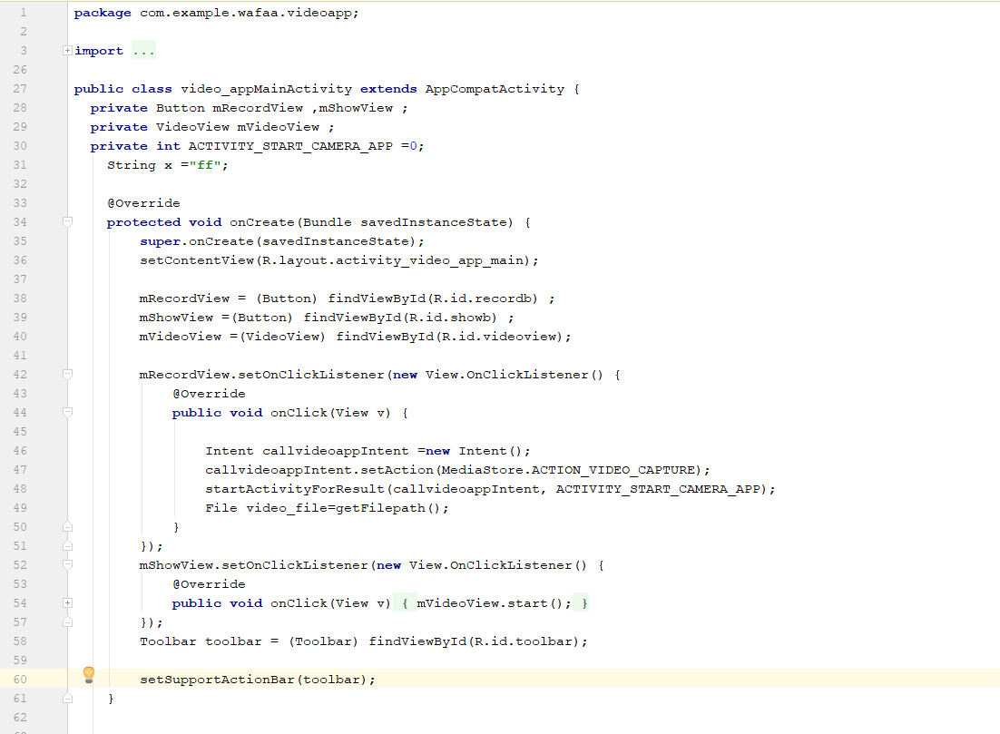 1 package com.example.wafaa.videoapp;
2
3 import ...
26
27 public class video_appMainActivity extends AppCompatActivity {
28 private Button mRecordView ,mShowView ;
29 private VideoView mVideoView ;
30 private int ACTIVITY_START_CAMERA_APP =0;
31 String x ="ff";
32
33 @Override
34 protected void onCreate(Bundle savedInstanceState) {
35 super.onCreate(savedInstanceState);
36 setContentView(R.layout.activity_video_app_main);
37
38 mRecordView = (Button) findViewById(R.id.recordb) ;
39 mShowView =(Button) findViewById(R.id.showb) ;
40 mVideoView =(VideoView) findViewById(R.id.videoview);
41
42 mRecordView.setOnClickListener(new View.OnClickListener() {
43 @Override
44 public void onClick(View v) {
45
46 Intent callvideoappIntent =new Intent();
47 callvideoappIntent.setAction(MediaStore.ACTION_VIDEO_CAPTURE);
48 startActivityForResult(callvideoappIntent, ACTIVITY_START_CAMERA_APP);
49 File video_file=getFilepath();
50 }
51 });
52 mShowView.setOnClickListener(new View.OnClickListener() {
53 @Override
54 public void onClick(View v) { mVideoView.start(); }
57 });
58 Toolbar toolbar = (Toolbar) findViewById(R.id.toolbar);
59
60 setSupportActionBar(toolbar);
61 }
62